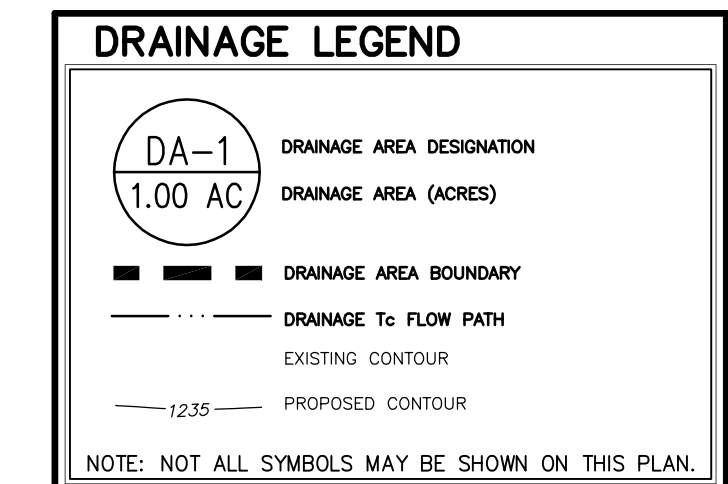 DRAINAGE LEGEND
DA-1
DRAINAGE AREA DESIGNATION
1.00 AC
DRAINAGE AREA (ACRES)
DRAINAGE AREA BOUNDARY
DRAINAGE Tc FLOW PATH
EXISTING CONTOUR
1235
PROPOSED CONTOUR
NOTE: NOT ALL SYMBOLS MAY BE SHOWN ON THIS PLAN.